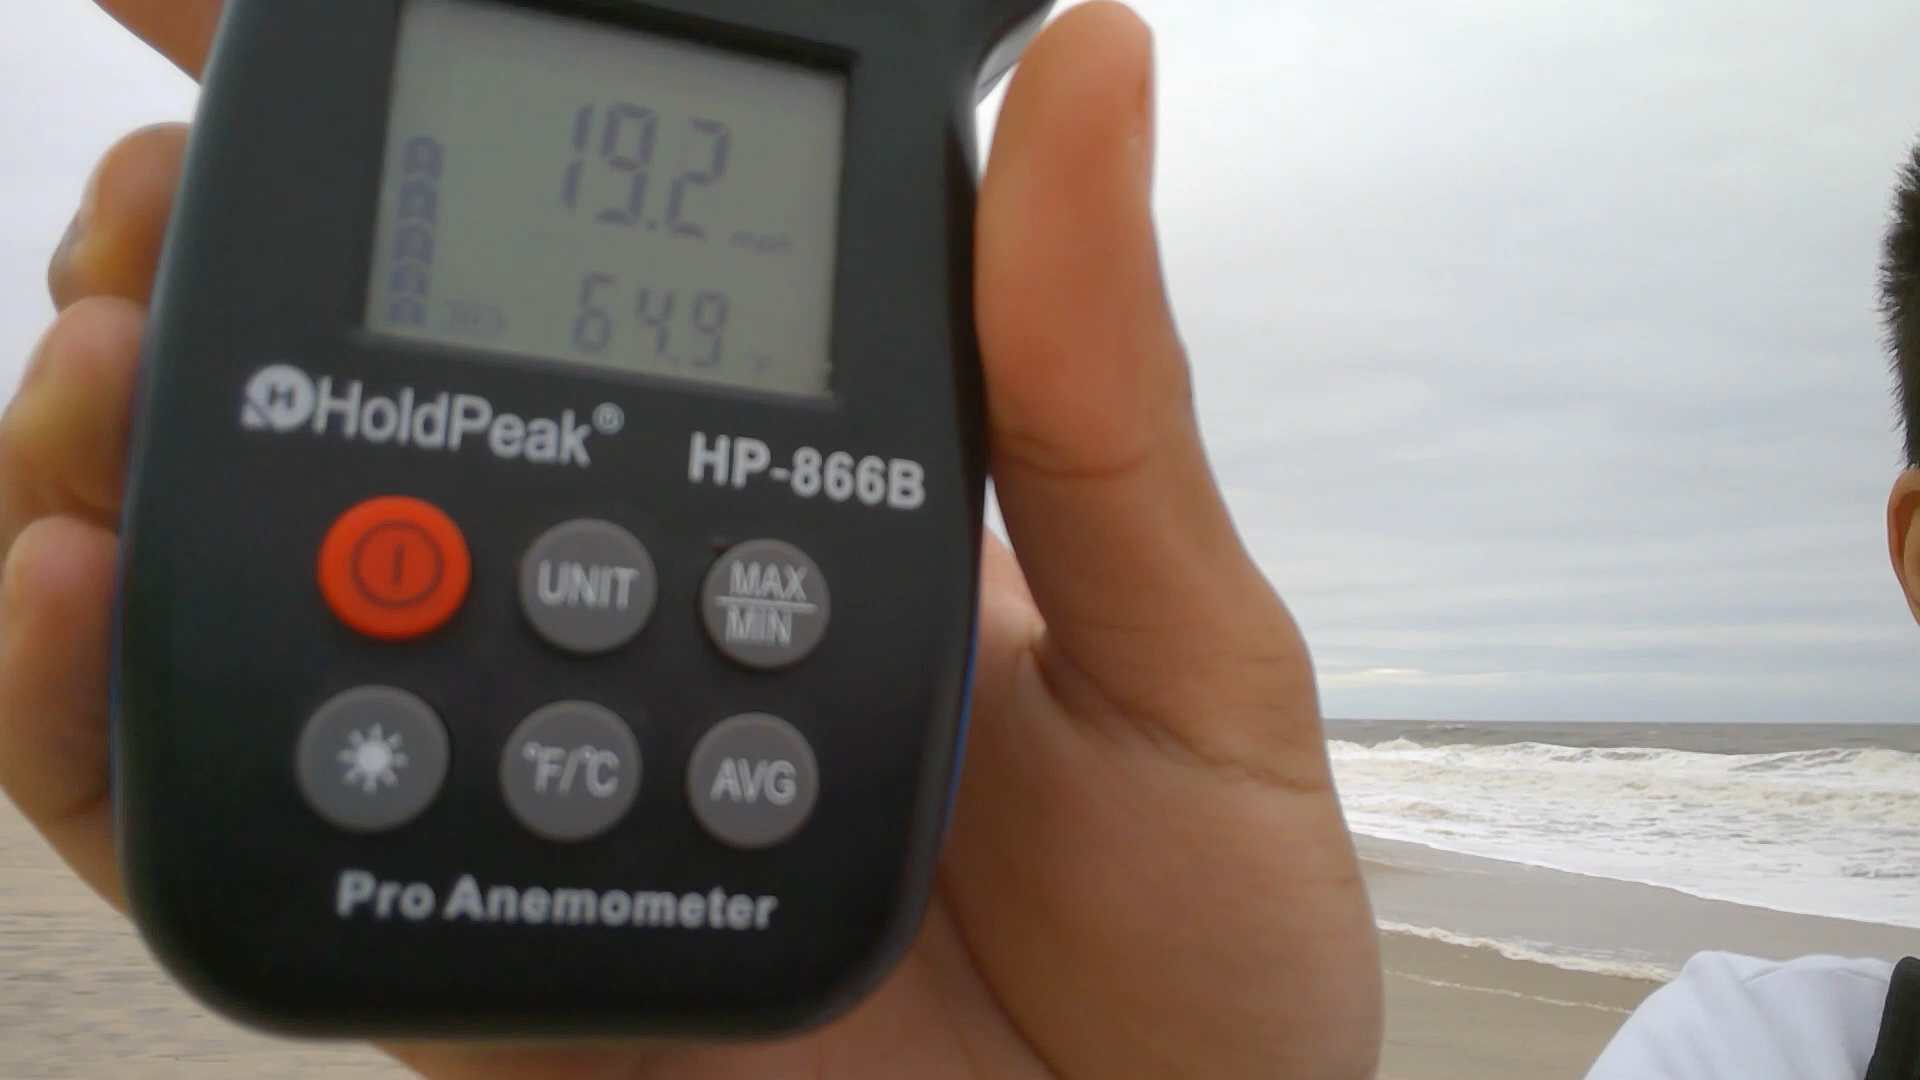 19.2 mph
64.9 °F
HoldPeak®
HP-866B
UNIT
MAX
MIN
°F/°C
AVG
Pro Anemometer